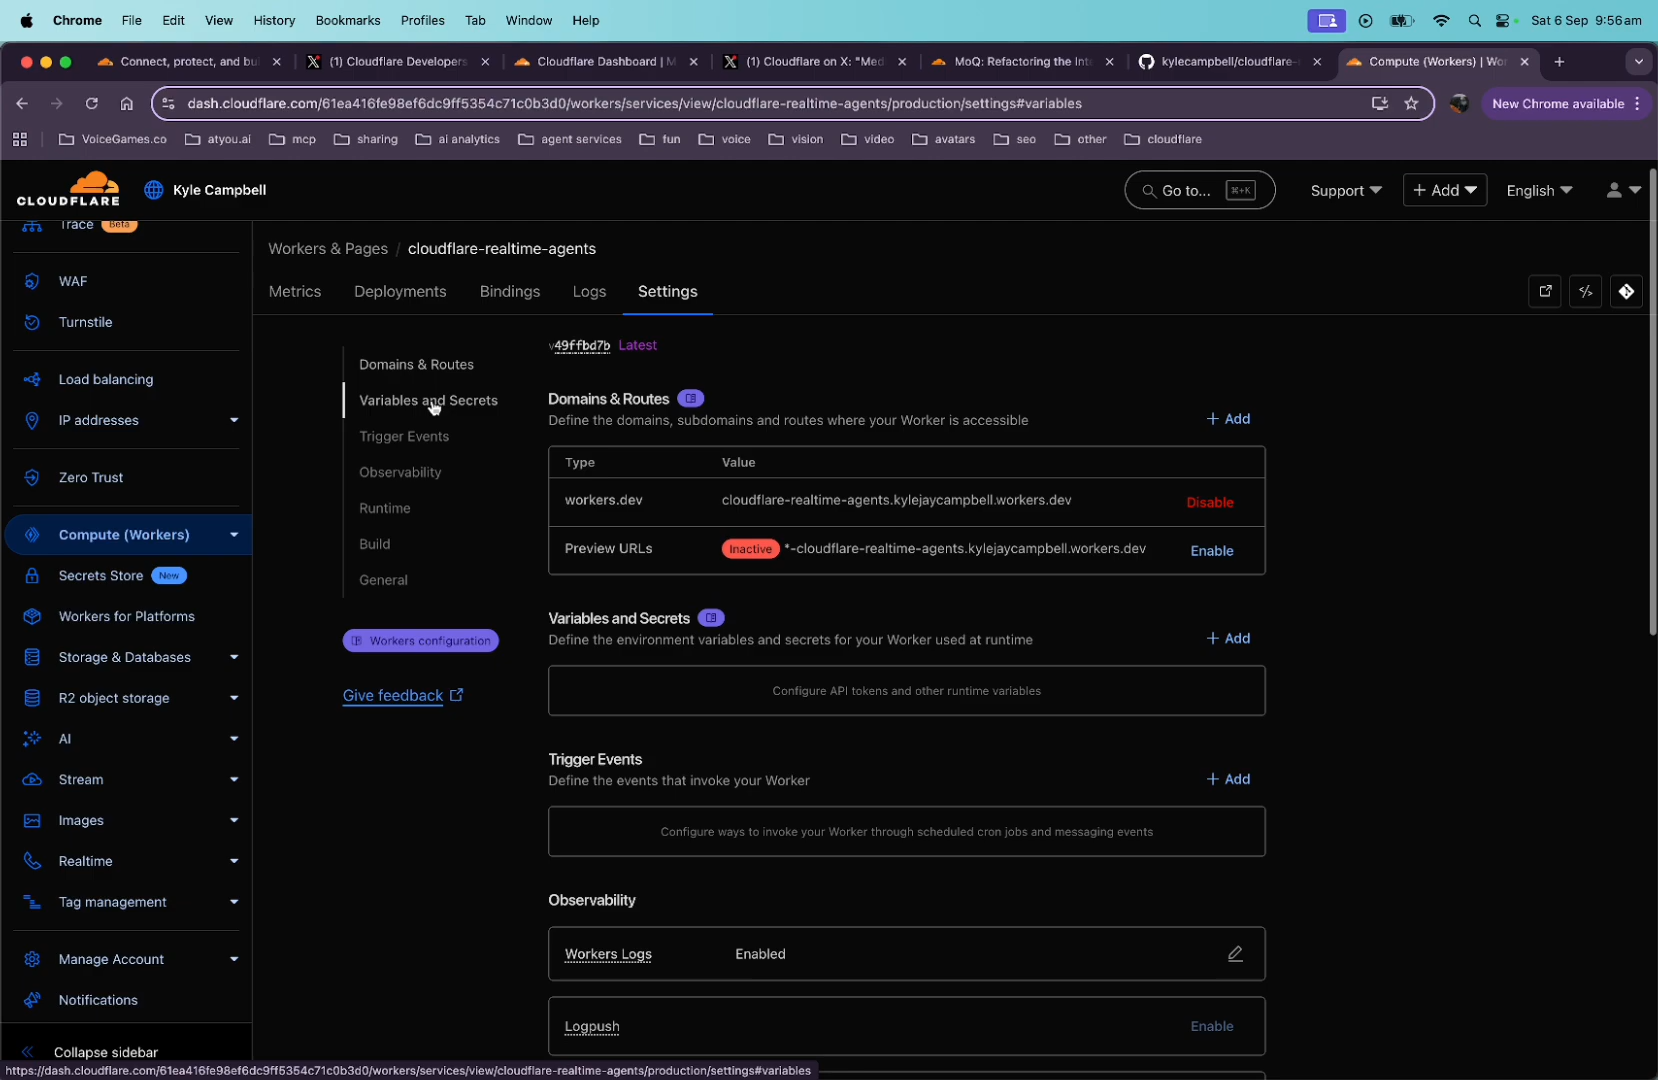 Chrome File Edit View History Bookmarks Profiles Tab Window Help Sat 6 Sep 9:56am
Connect, protect, and bu (1) Cloudflare Developers Cloudflare Dashboard | M (1) Cloudflare on X: "Med MoQ: Refactoring the Inte kylecampbell/cloudflare- Compute (Workers) | Wor
dash.cloudflare.com/61ea416fe98ef6dc9ff5354c71c0b3d0/workers/services/view/cloudflare-realtime-agents/production/settings#variables New Chrome available
VoiceGames.co atyou.ai mcp sharing ai analytics agent services fun voice vision video avatars seo other cloudflare
CLOUDFLARE Kyle Campbell Go to... ⌘+K Support + Add English
Trace Beta
WAF
Turnstile
Load balancing
IP addresses
Zero Trust
Compute (Workers)
Secrets Store New
Workers for Platforms
Storage & Databases
R2 object storage
AI
Stream
Images
Realtime
Tag management
Manage Account
Notifications
Collapse sidebar
Workers & Pages / cloudflare-realtime-agents
Metrics Deployments Bindings Logs Settings
Domains & Routes
Variables and Secrets
Trigger Events
Observability
Runtime
Build
General
Workers configuration
Give feedback
v49ffbd7b Latest
Domains & Routes
Define the domains, subdomains and routes where your Worker is accessible + Add
Type Value
workers.dev cloudflare-realtime-agents.kylejaycampbell.workers.dev Disable
Preview URLs Inactive *-cloudflare-realtime-agents.kylejaycampbell.workers.dev Enable
Variables and Secrets
Define the environment variables and secrets for your Worker used at runtime + Add
Configure API tokens and other runtime variables
Trigger Events
Define the events that invoke your Worker + Add
Configure ways to invoke your Worker through scheduled cron jobs and messaging events
Observability
Workers Logs Enabled
Logpush Enable
https://dash.cloudflare.com/61ea416fe98ef6dc9ff5354c71c0b3d0/workers/services/view/cloudflare-realtime-agents/production/settings#variables